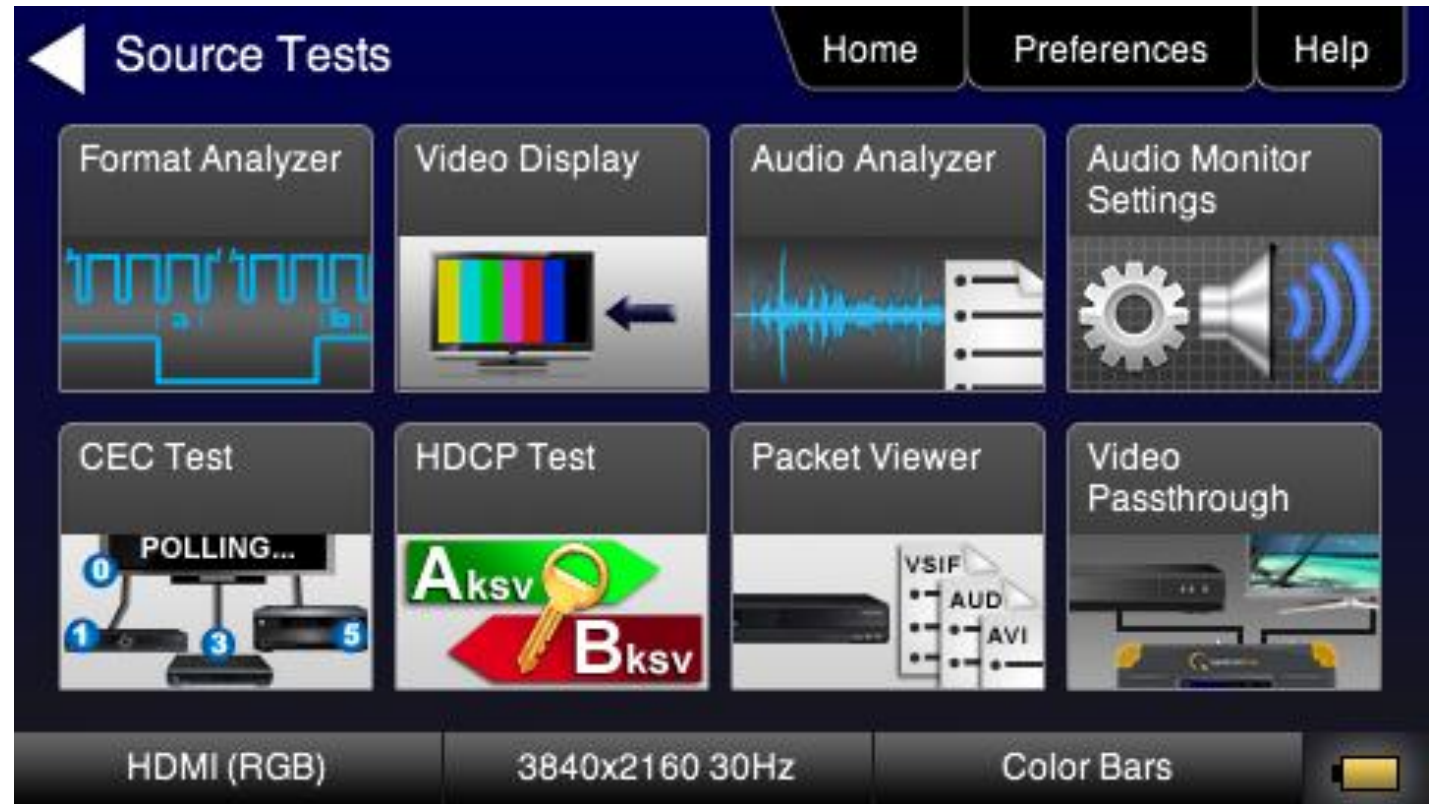 Source Tests
Home
Preferences
Help
Format Analyzer
Video Display
Audio Analyzer
Audio Monitor
Settings
a
b
CEC Test
HDCP Test
Packet Viewer
Video
Passthrough
POLLING...
0
1
3
5
Aksv
Bksv
VSIF
AUD
AVI
HDMI (RGB)
3840x2160 30Hz
Color Bars